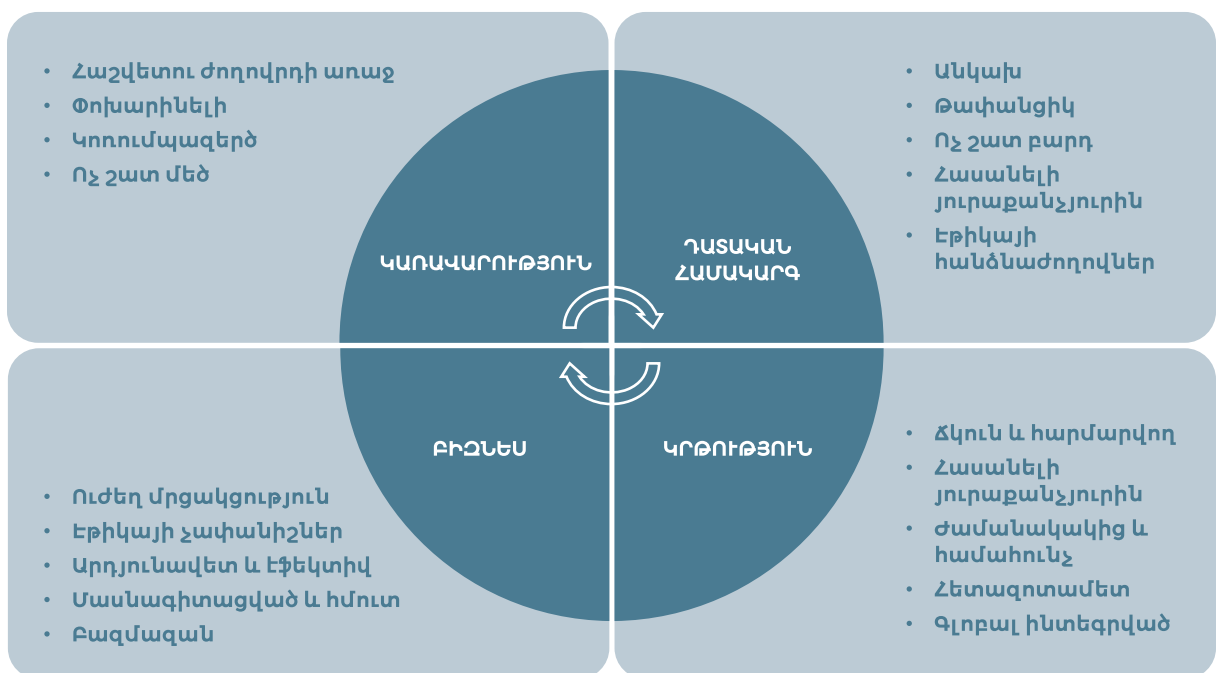 • Հաշվետու ժողովրդի առաջ
• Փոխարինելի
• Կոռումպազերծ
• Ոչ շատ մեծ
ԿԱՌԱՎԱՐՈՒԹՅՈՒՆ
• Անկախ
• Թափանցիկ
• Ոչ շատ բարդ
• Հասանելի
յուրաքանչյուրին
• Էթիկայի
հանձնաժողովներ
ԴԱՏԱԿԱՆ
ՀԱՄԱԿԱՐԳ
ԲԻԶՆԵՍ
• Ուժեղ մրցակցություն
• Էթիկայի չափանիշներ
• Արդյունավետ և էֆեկտիվ
• Մասնագիտացված և հմուտ
• Բազմազան
ԿՐԹՈՒԹՅՈՒՆ
• Ճկուն և հարմարվող
• Հասանելի
յուրաքանչյուրին
• Ժամանակակից և
համահունչ
• Հետազոտամետ
• Գլոբալ ինտեգրված